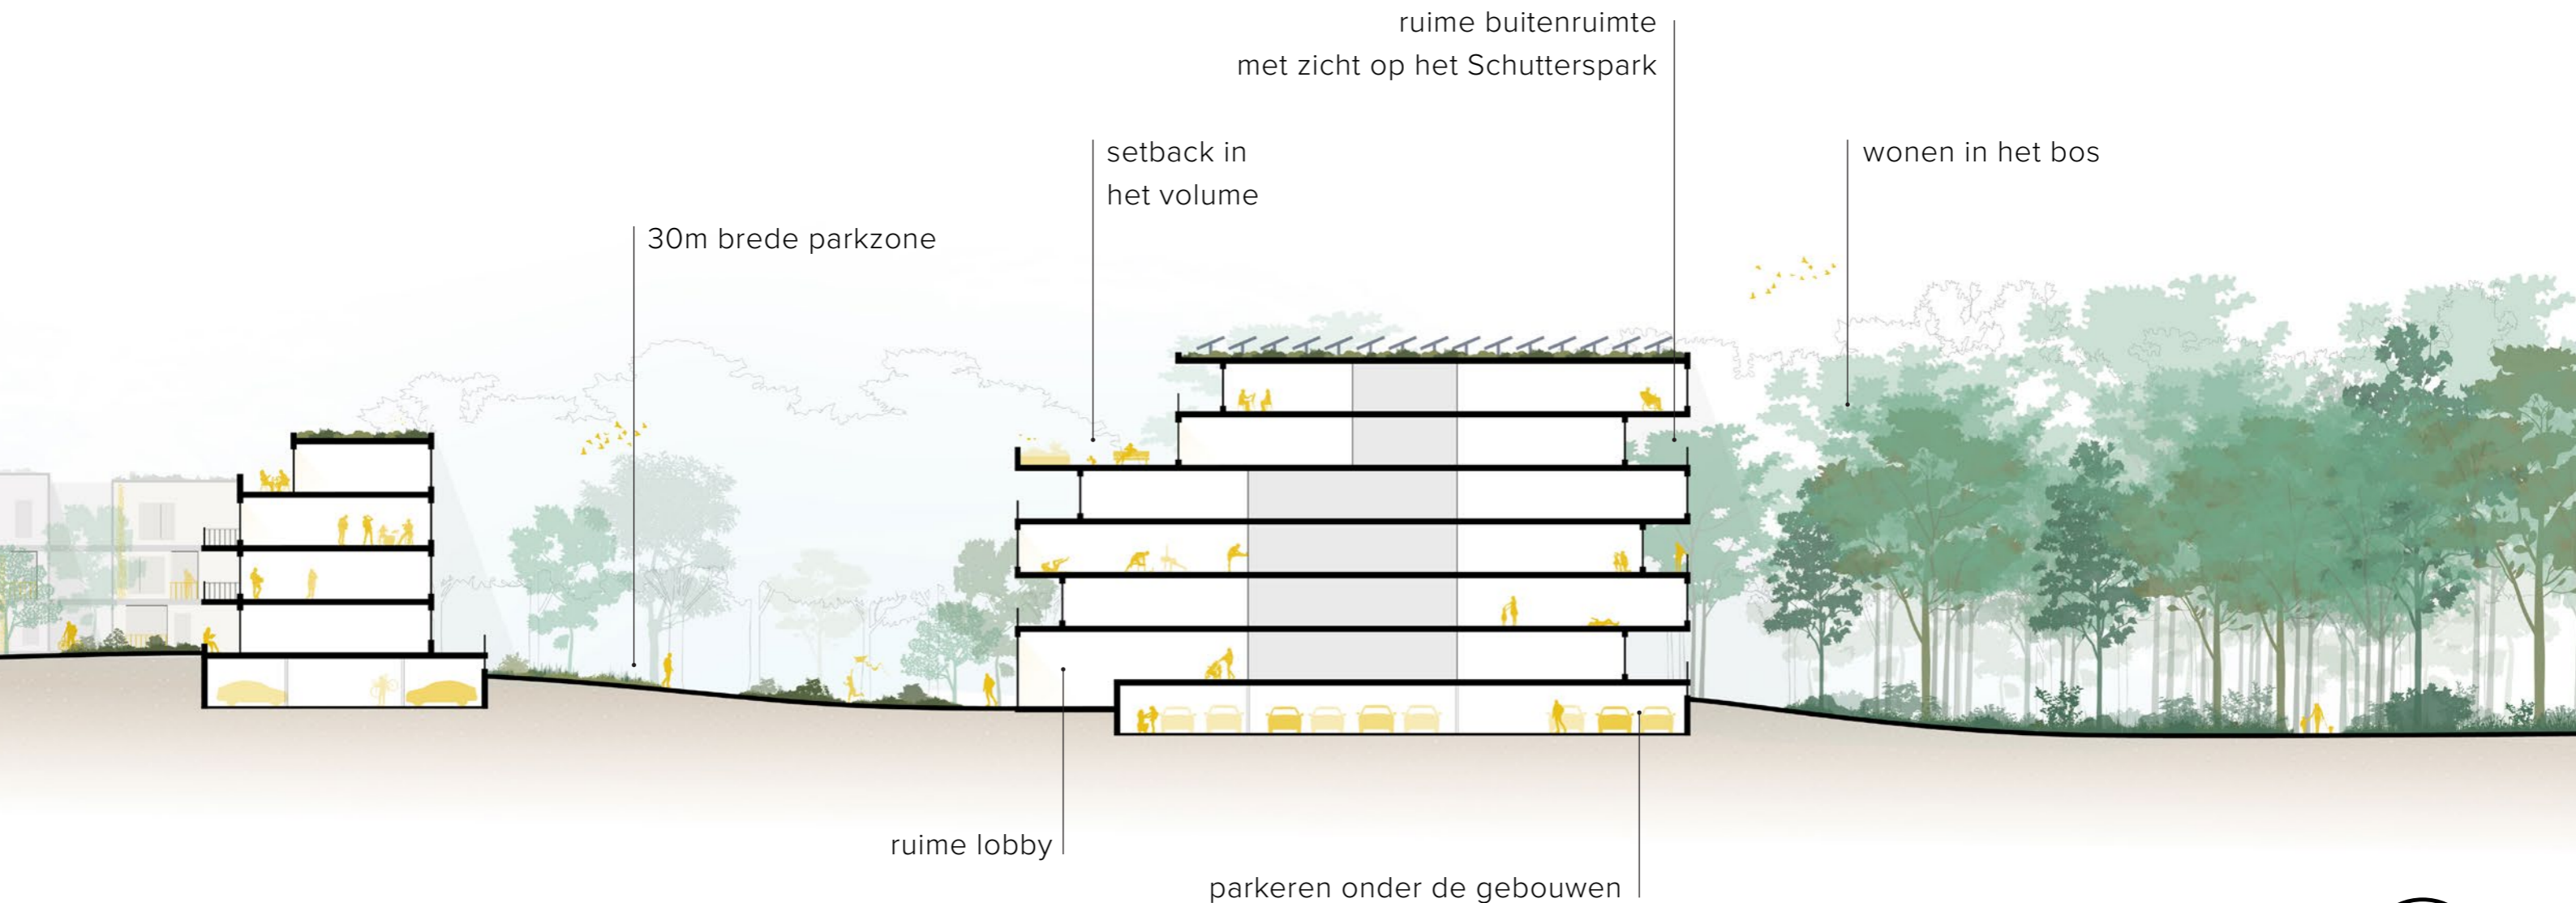 ruime buitenruimte
met zicht op het Schutterspark
setback in
het volume
wonen in het bos
30m brede parkzone
ruime lobby
parkeren onder de gebouwen